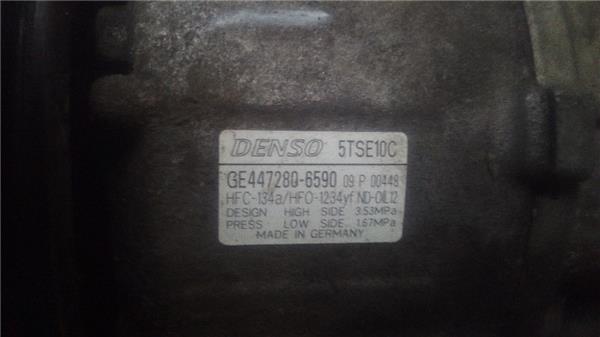 DENSO 5TSE10C
GE447280-6590 09 P 00448
HFC-134a/HFO-1234yf ND-OIL12
DESIGN HIGH SIDE 3.53MPa
PRESS LOW SIDE 1.67MPa
MADE IN GERMANY